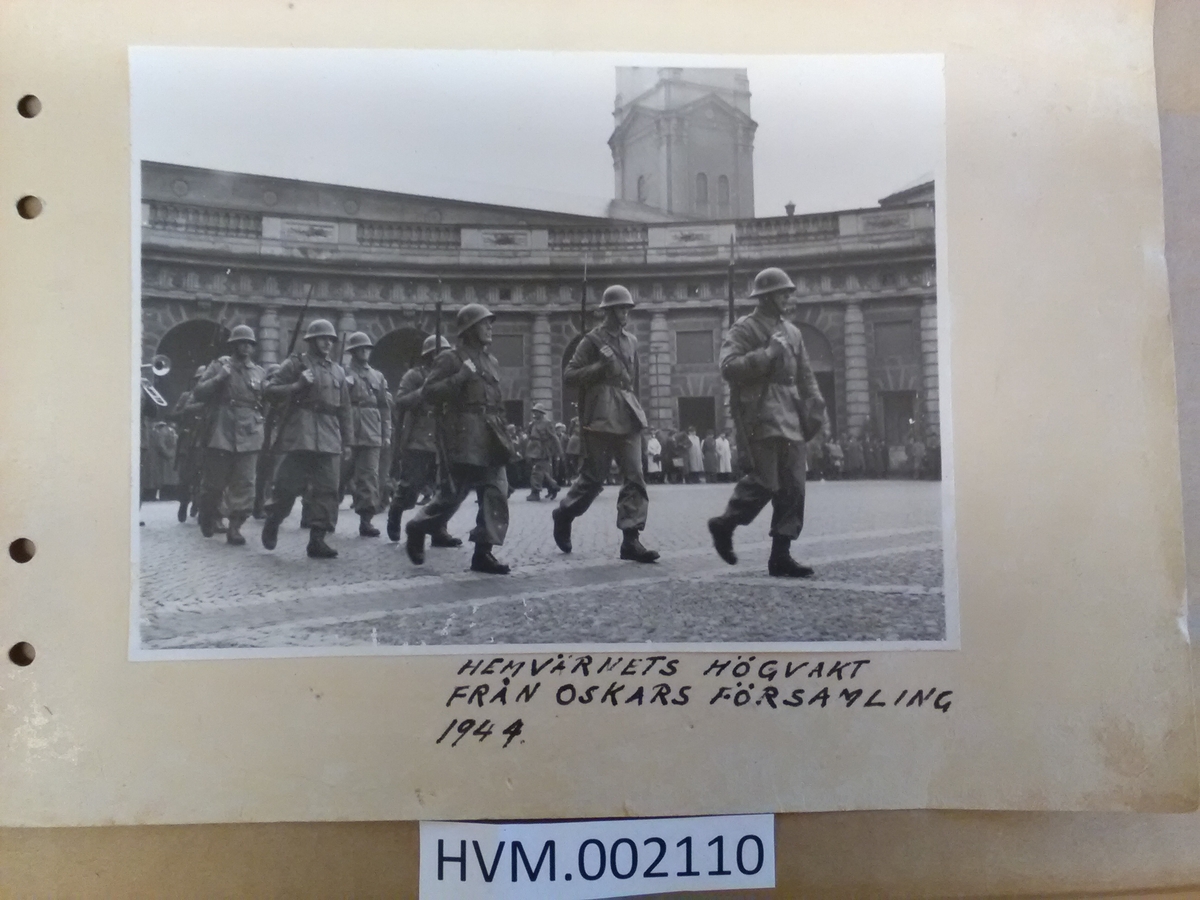 HEMVÄRNETS HÖGVAKT
FRÅN OSKARS FÖRSAMLING
1944.
HVM.002110